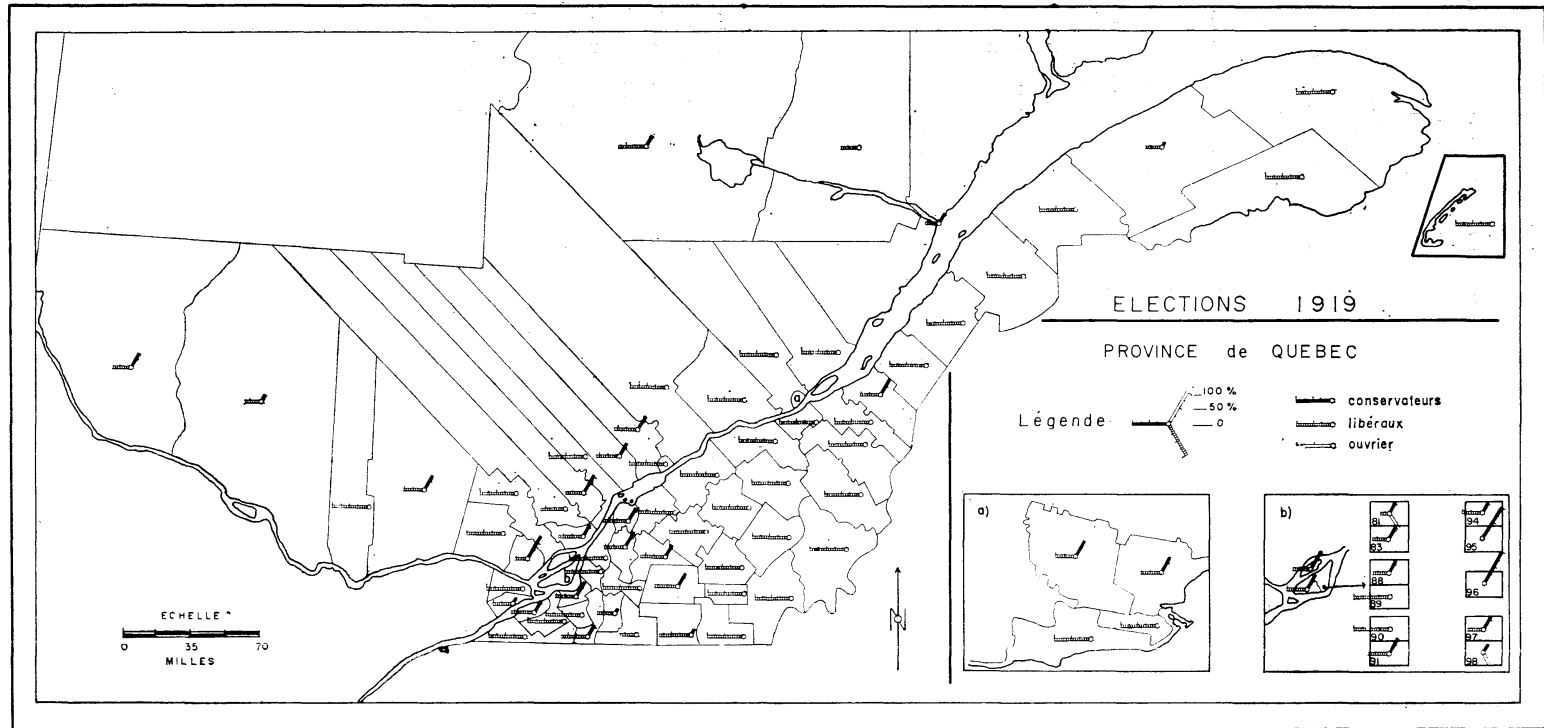 ELECTIONS 1919
PROVINCE de QUEBEC
Légende
100 %
50 %
0
conservateurs
libéraux
ouvrier
a
b
N
ECHELLE
0 35 70
MILLES
a)
b)
81
83
88
89
90
91
94
95
96
97
98